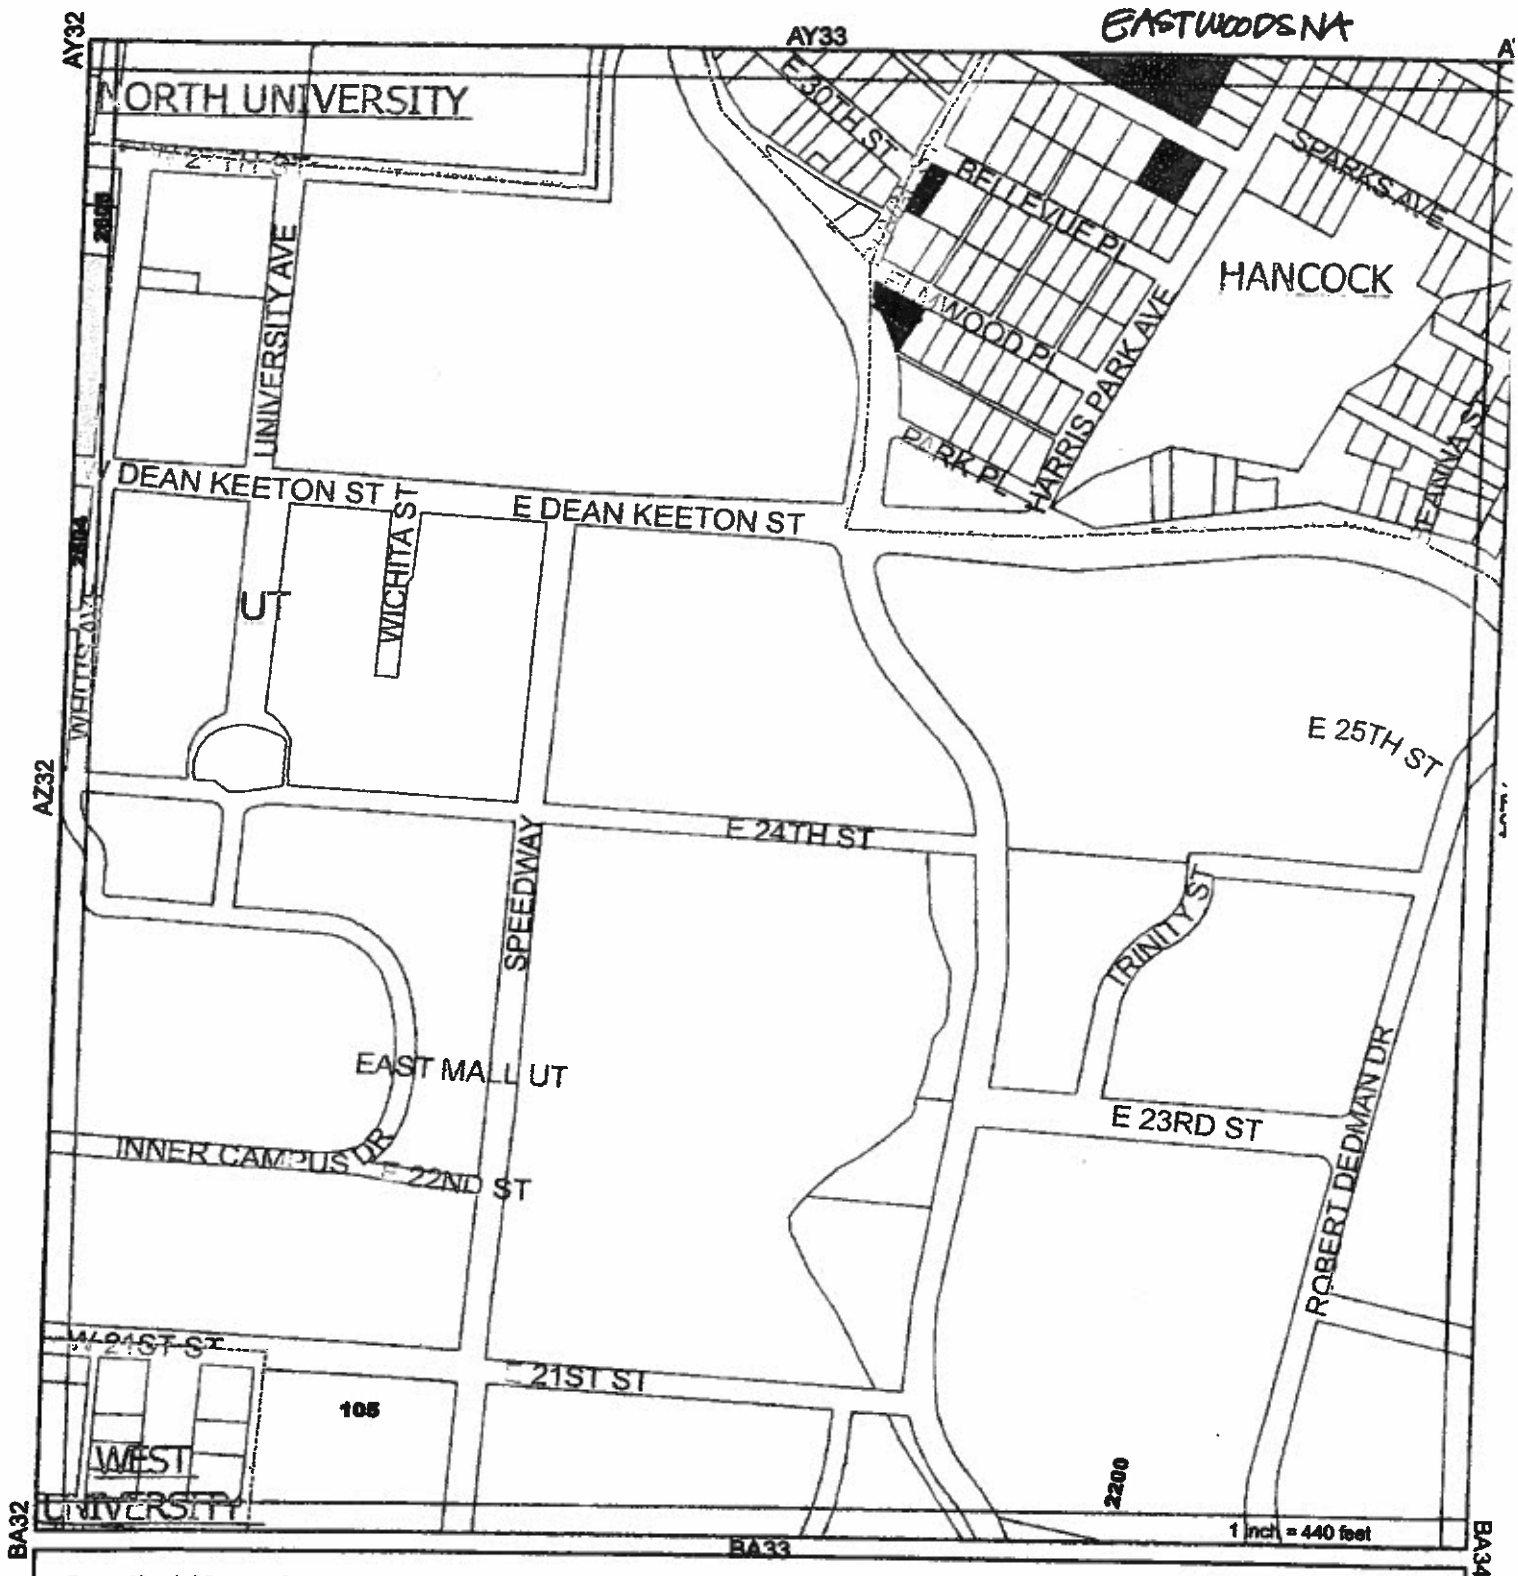 EASTWOODS NA
AY32
AY33
NORTH UNIVERSITY
E 30TH ST
SPARKS AVE
BELLEVUE PL
HANCOCK
UNIVERSITY AVE
ELMWOOD PL
HARRIS PARK AVE
PARK PL
DEAN KEETON ST
E DEAN KEETON ST
WICHITA ST
UT
WHITIS AVE
E 25TH ST
AZ32
E 24TH ST
SPEEDWAY
TRINITY ST
EAST MALL UT
E 23RD ST
INNER CAMPUS DR
E 22ND ST
ROBERT DEDMAN DR
W 21ST ST
E 21ST ST
105
WEST
UNIVERSITY
2200
1 inch = 440 feet
BA32
BA33
BA34